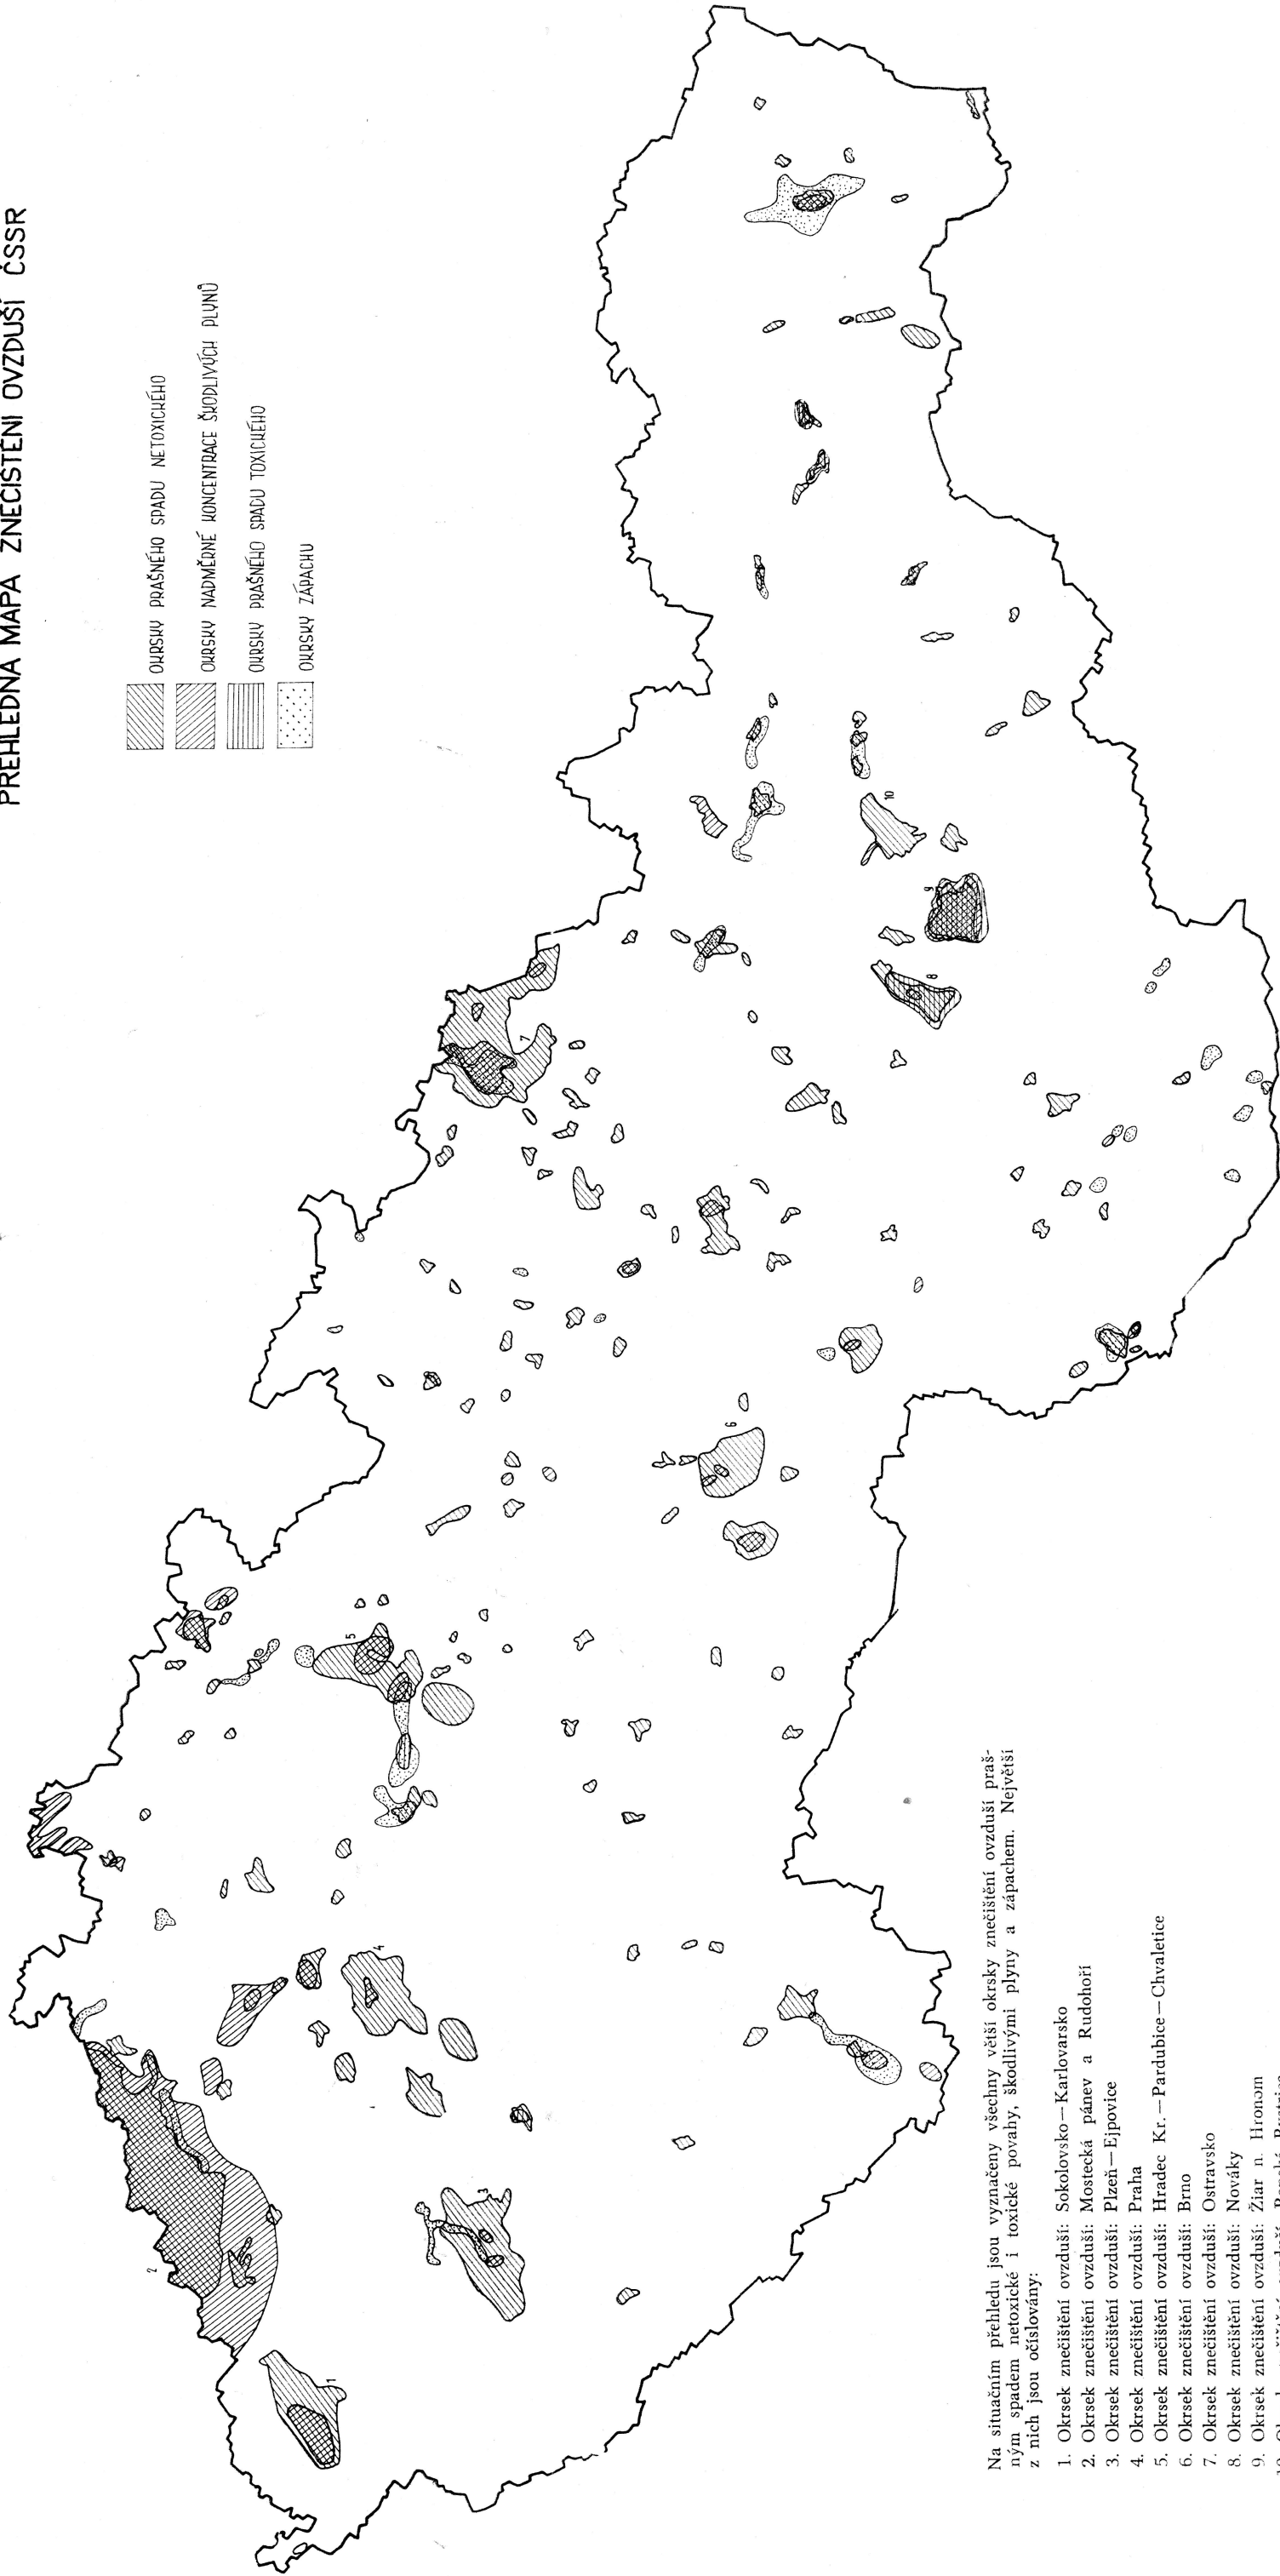 PŘEHLEDNÁ MAPA ZNEČIŠTĚNÍ OVZDUŠÍ ČSSR
OKRSKY PRAŠNÉHO SPADU NETOXICKÉHO
OKRSKY NADMĚRNÉ KONCENTRACE ŠKODLIVÝCH PLYNŮ
OKRSKY PRAŠNÉHO SPADU TOXICKÉHO
OKRSKY ZÁPACHU
1
2
3
4
5
6
7
8
9
10
Na situačním přehledu jsou vyznačeny všechny větší okrsky znečištění ovzduší praš-
ným spadem netoxické i toxické povahy, škodlivými plyny a zápachem. Největší
z nich jsou očíslovány:
1. Okrsek znečištění ovzduší: Sokolovsko—Karlovarsko
2. Okrsek znečištění ovzduší: Mostecká pánev a Rudohoří
3. Okrsek znečištění ovzduší: Plzeň—Ejpovice
4. Okrsek znečištění ovzduší: Praha
5. Okrsek znečištění ovzduší: Hradec Kr.—Pardubice—Chvaletice
6. Okrsek znečištění ovzduší: Brno
7. Okrsek znečištění ovzduší: Ostravsko
8. Okrsek znečištění ovzduší: Nováky
9. Okrsek znečištění ovzduší: Žiar n. Hronom